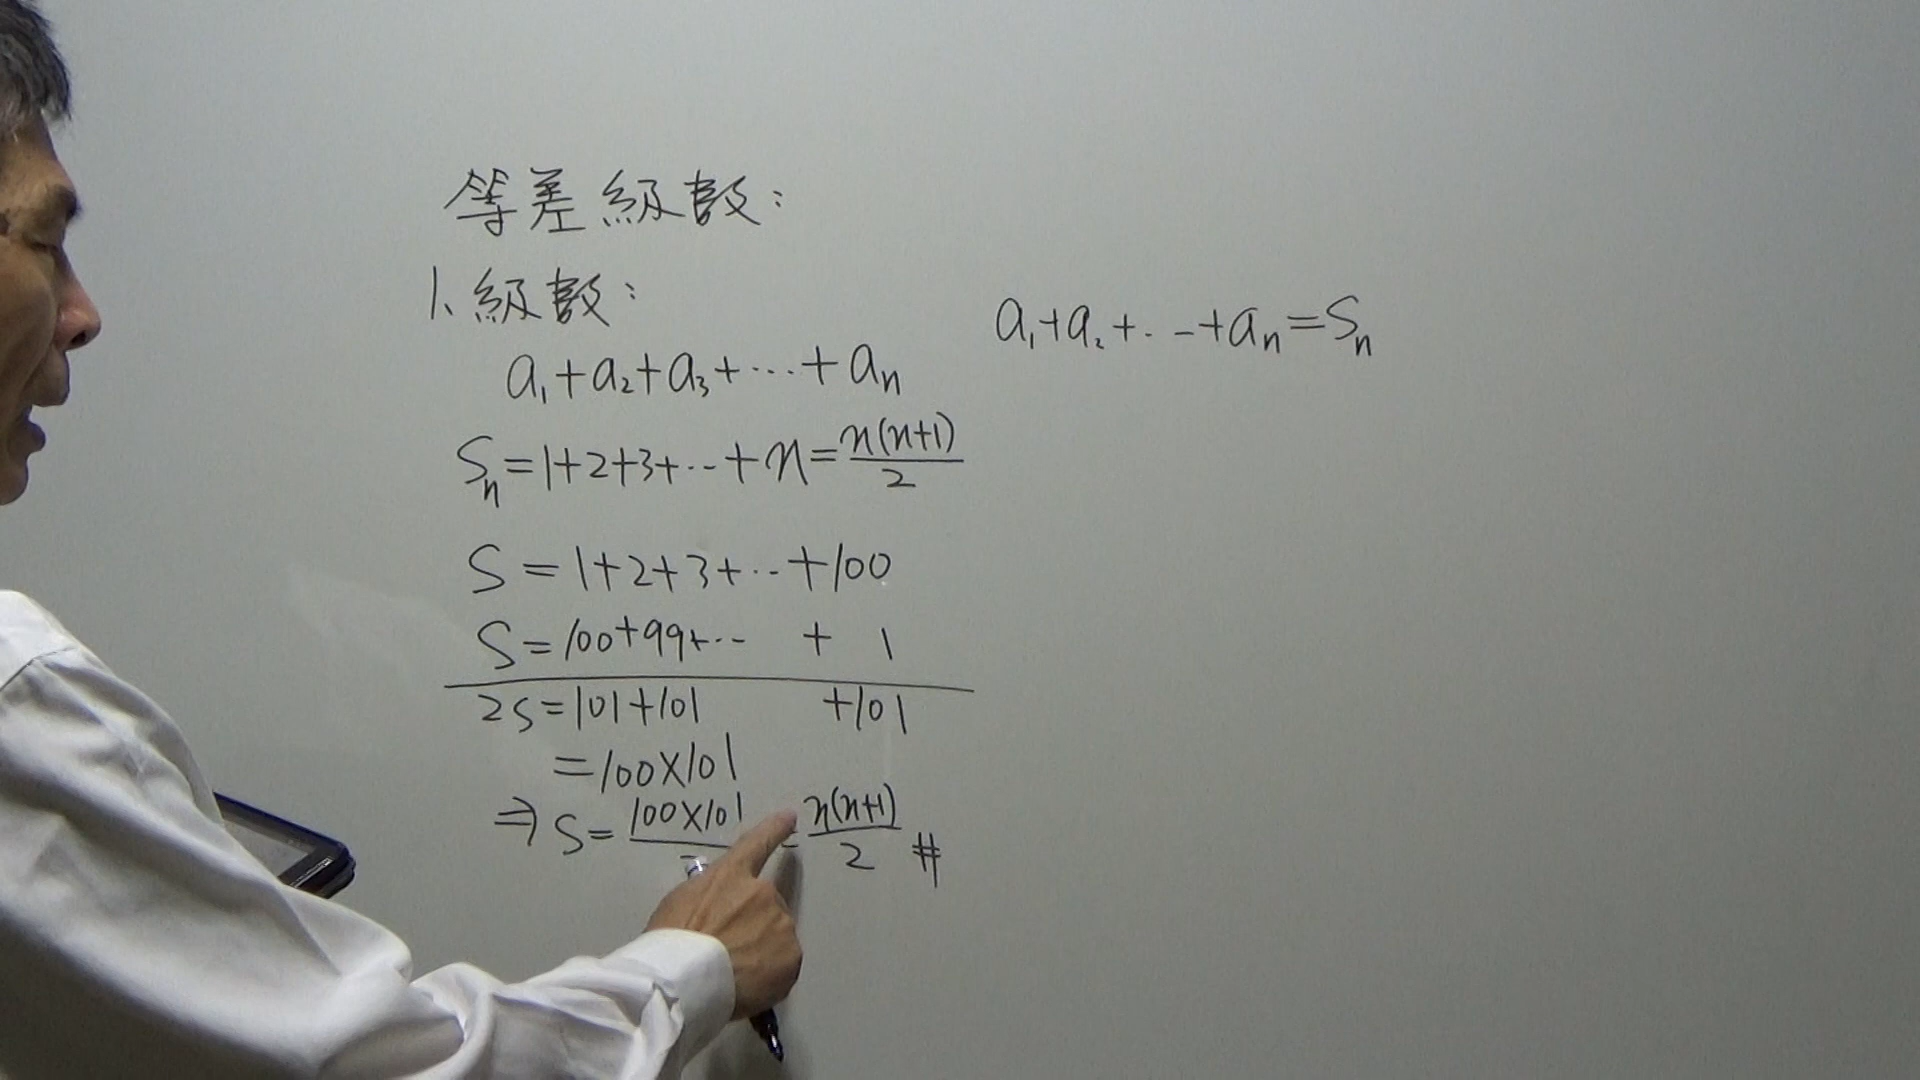 等差級數:
1、級數:
a₁+a₂+a₃+⋯+aₙ
Sₙ=1+2+3+⋯+n=n(n+1)/2
S=1+2+3+⋯+100
S=100+99+⋯ + 1
2S=101+101 +101
=100×101
⇒S=100×101/2=n(n+1)/2 #
a₁+a₂+⋯+aₙ=Sₙ